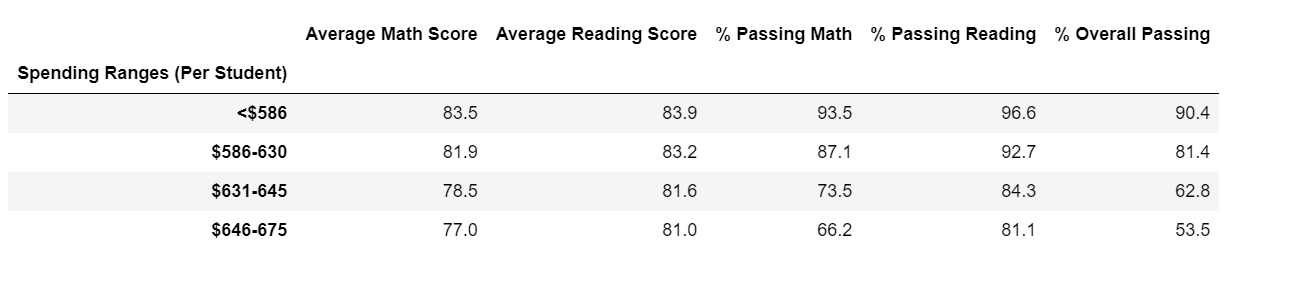 Average Math Score Average Reading Score % Passing Math % Passing Reading % Overall Passing
Spending Ranges (Per Student)
<$586 83.5 83.9 93.5 96.6 90.4
$586-630 81.9 83.2 87.1 92.7 81.4
$631-645 78.5 81.6 73.5 84.3 62.8
$646-675 77.0 81.0 66.2 81.1 53.5